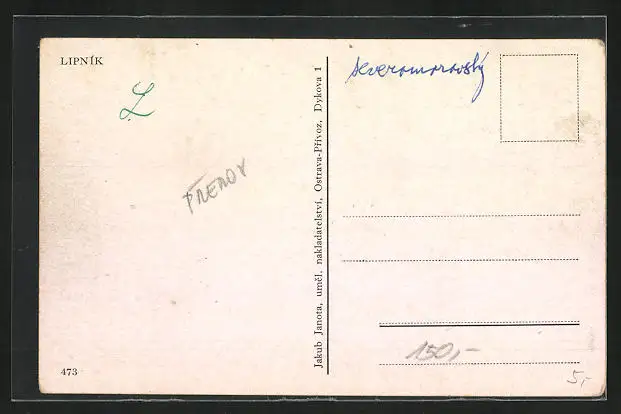 LIPNÍK
L
PŘEROV
473
Jakub Janota, uměl. nakladatelství, Ostrava-Přívoz, Dykova 1
severomoravský
150,-
5,-